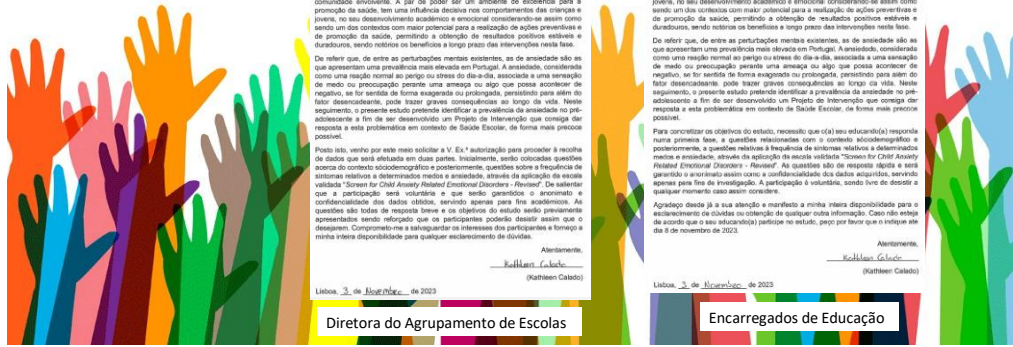 comunidade envolvente. A par de poder ser um ambiente de excelência para a
promoção da saúde, tem uma influência decisiva nos comportamentos das crianças e
jovens, no seu desenvolvimento académico e emocional considerando-se assim como
sendo um dos contextos com maior potencial para a realização de ações preventivas e
de promoção da saúde, permitindo a obtenção de resultados positivos estáveis e
duradouros, sendo notórios os benefícios a longo prazo das intervenções nesta fase.
De referir que, de entre as perturbações mentais existentes, as de ansiedade são as
que apresentam uma prevalência mais elevada em Portugal. A ansiedade, considerada
como uma reação normal ao perigo ou stress do dia-a-dia, associada a uma sensação
de medo ou preocupação perante uma ameaça ou algo que possa acontecer de
negativo, se for sentida de forma exagerada ou prolongada, persistindo para além do
fator desencadeante, pode trazer graves consequências ao longo da vida. Neste
seguimento, o presente estudo pretende identificar a prevalência da ansiedade no pré-
adolescente a fim de ser desenvolvido um Projeto de Intervenção que consiga dar
resposta a esta problemática em contexto de Saúde Escolar, de forma mais precoce
possível.
Posto isto, venho por este meio solicitar a V. Ex.ª autorização para proceder à recolha
de dados que será efetuada em duas partes. Inicialmente, serão colocadas questões
acerca do contexto sóciodemográfico e posteriormente, questões sobre a frequência de
sintomas relativos a determinados medos e ansiedade, através da aplicação da escala
validada "Screen for Child Anxiety Related Emotional Disorders - Revised". De salientar
que a participação será voluntária e que serão garantidos o anonimato e
confidencialidade dos dados obtidos, servindo apenas para fins académicos. As
questões são todas de resposta breve e os objetivos do estudo serão previamente
apresentados sendo reforçado que os participantes poderão desistir assim que o
desejarem. Comprometo-me a salvaguardar os interesses dos participantes e forneço a
minha inteira disponibilidade para qualquer esclarecimento de dúvidas.
Atentamente,
Kathleen Calado
(Kathleen Calado)
Lisboa, 3 de Novembro de 2023
Diretora do Agrupamento de Escolas
jovens, no seu desenvolvimento académico e emocional considerando-se assim como
sendo um dos contextos com maior potencial para a realização de ações preventivas e
de promoção da saúde, permitindo a obtenção de resultados positivos estáveis e
duradouros, sendo notórios os benefícios a longo prazo das intervenções nesta fase.
De referir que, de entre as perturbações mentais existentes, as de ansiedade são as
que apresentam uma prevalência mais elevada em Portugal. A ansiedade, considerada
como uma reação normal ao perigo ou stress do dia-a-dia, associada a uma sensação
de medo ou preocupação perante uma ameaça ou algo que possa acontecer de
negativo, se for sentida de forma exagerada ou prolongada, persistindo para além do
fator desencadeante, pode trazer graves consequências ao longo da vida. Neste
seguimento, o presente estudo pretende identificar a prevalência da ansiedade no pré-
adolescente a fim de ser desenvolvido um Projeto de Intervenção que consiga dar
resposta a esta problemática em contexto de Saúde Escolar, de forma mais precoce
possível.
Para concretizar os objetivos do estudo, necessito que o(a) seu educando(a) responda
numa primeira fase, a questões relacionadas com o contexto sóciodemográfico e
posteriormente, a questões relativas à frequência de sintomas relativos a determinados
medos e ansiedade, através da aplicação da escala validada "Screen for Child Anxiety
Related Emotional Disorders - Revised". As questões são de resposta rápida e será
garantido o anonimato assim como a confidencialidade dos dados adquiridos, servindo
apenas para fins de investigação. A participação é voluntária, sendo livre de desistir a
qualquer momento caso assim considere.
Agradeço desde já a sua atenção e manifesto a minha inteira disponibilidade para o
esclarecimento de dúvidas ou obtenção de qualquer outra informação. Caso não esteja
de acordo que o seu educando(a) participe no estudo, peço por favor que o indique até
dia 8 de novembro de 2023.
Atentamente,
Kathleen Calado
(Kathleen Calado)
Lisboa, 3 de Novembro de 2023
Encarregados de Educação